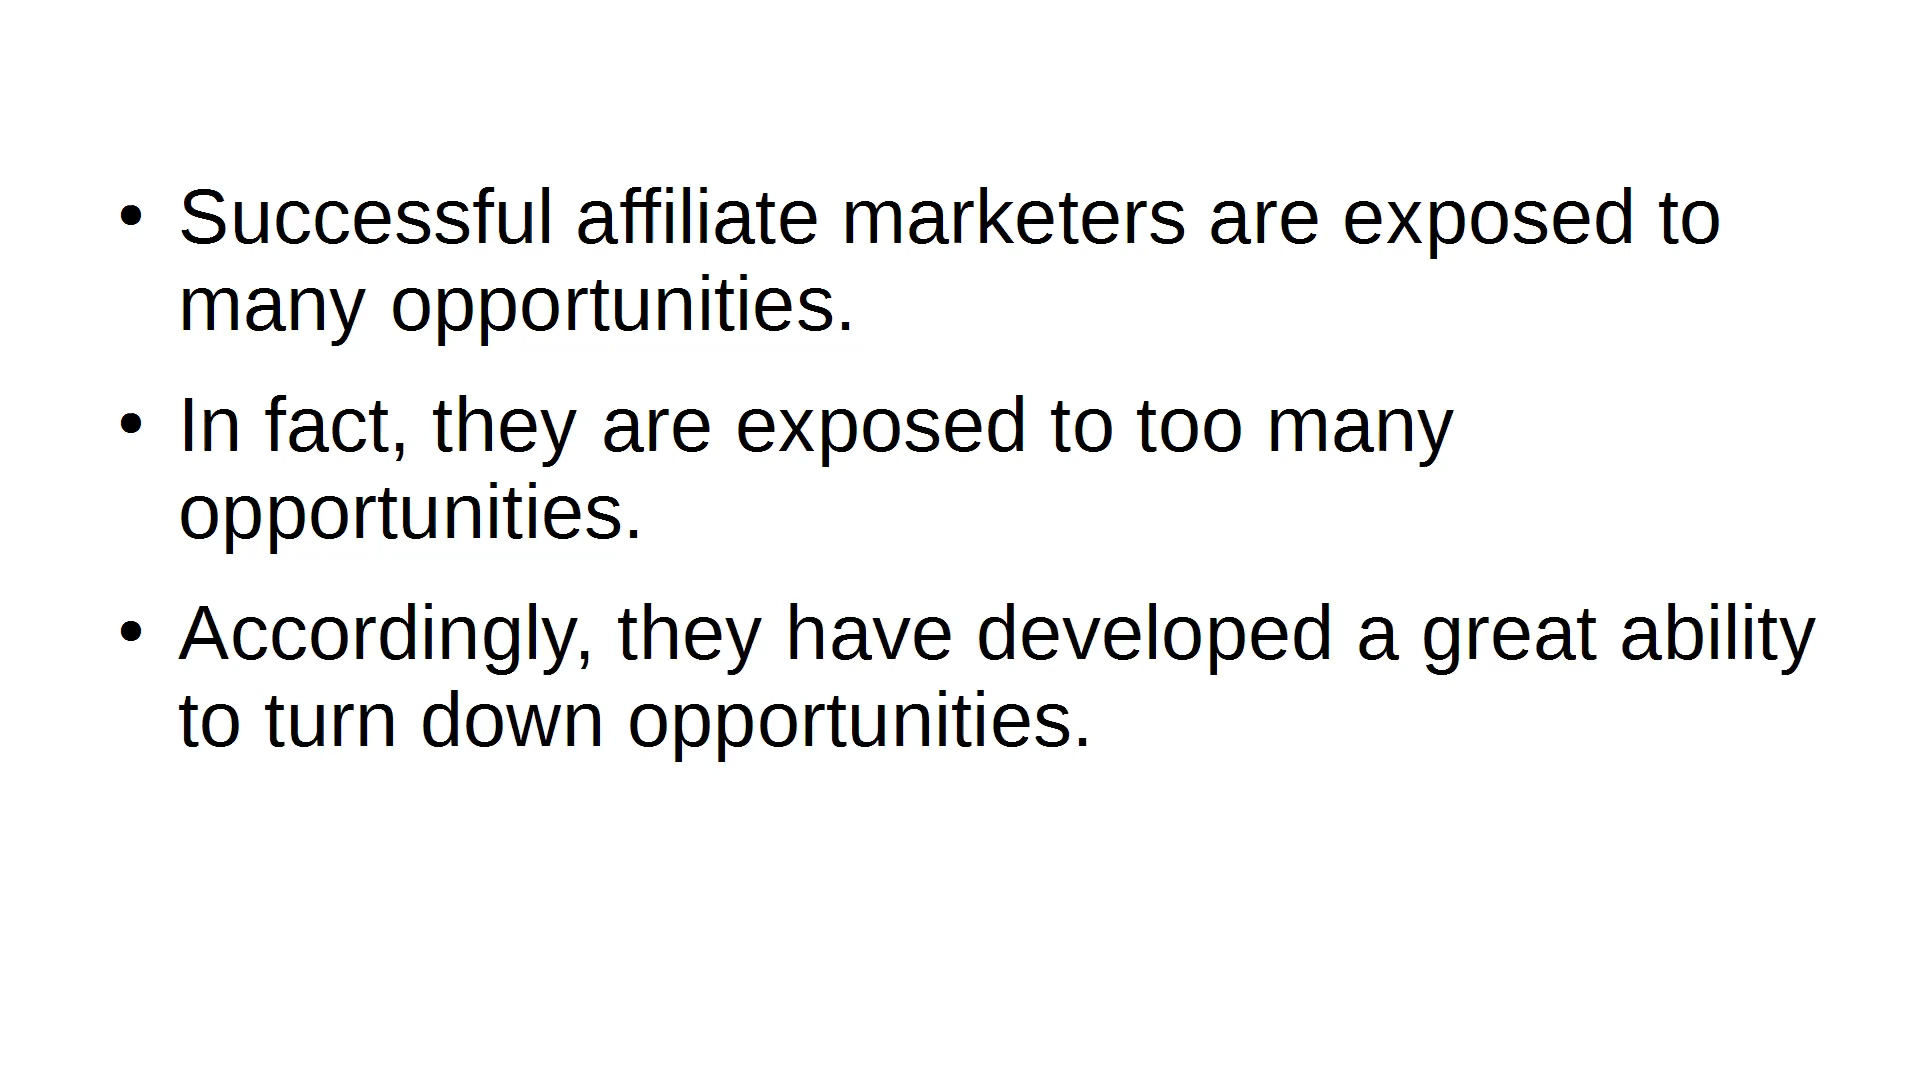 • Successful affiliate marketers are exposed to
many opportunities.
• In fact, they are exposed to too many
opportunities.
• Accordingly, they have developed a great ability
to turn down opportunities.